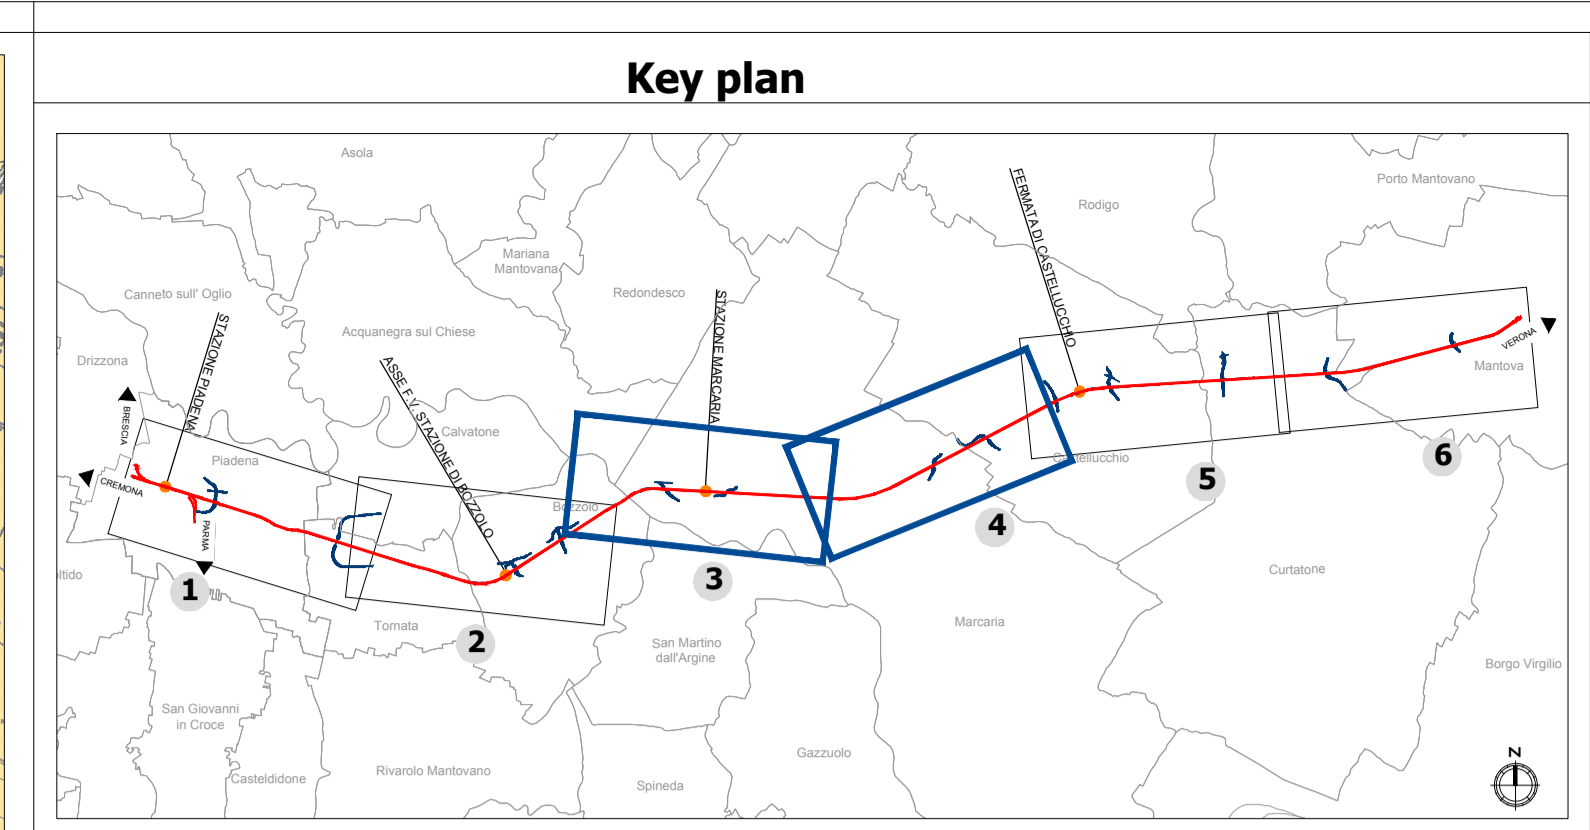 Key plan
Asola
Porto Mantovano
Rodigo
FERMATA DI CASTELLUCCHIO
Mariana
Mantovana
Redondesco
Canneto sull' Oglio
STAZIONE MARCARIA
STAZIONE PIADENA
Acquanegra sul Chiese
VERONA
Drizzona
ASSE F.V. STAZIONE DI BOZZOLO
Mantova
BRESCIA
Calvatone
Piadena
Castellucchio
6
CREMONA
5
Bozzolo
4
PARMA
Curtatone
3
1
Tornata
Marcaria
2
San Martino
dall'Argine
Borgo Virgilio
San Giovanni
in Croce
Gazzuolo
Rivarolo Mantovano
Casteldidone
Spineda
N